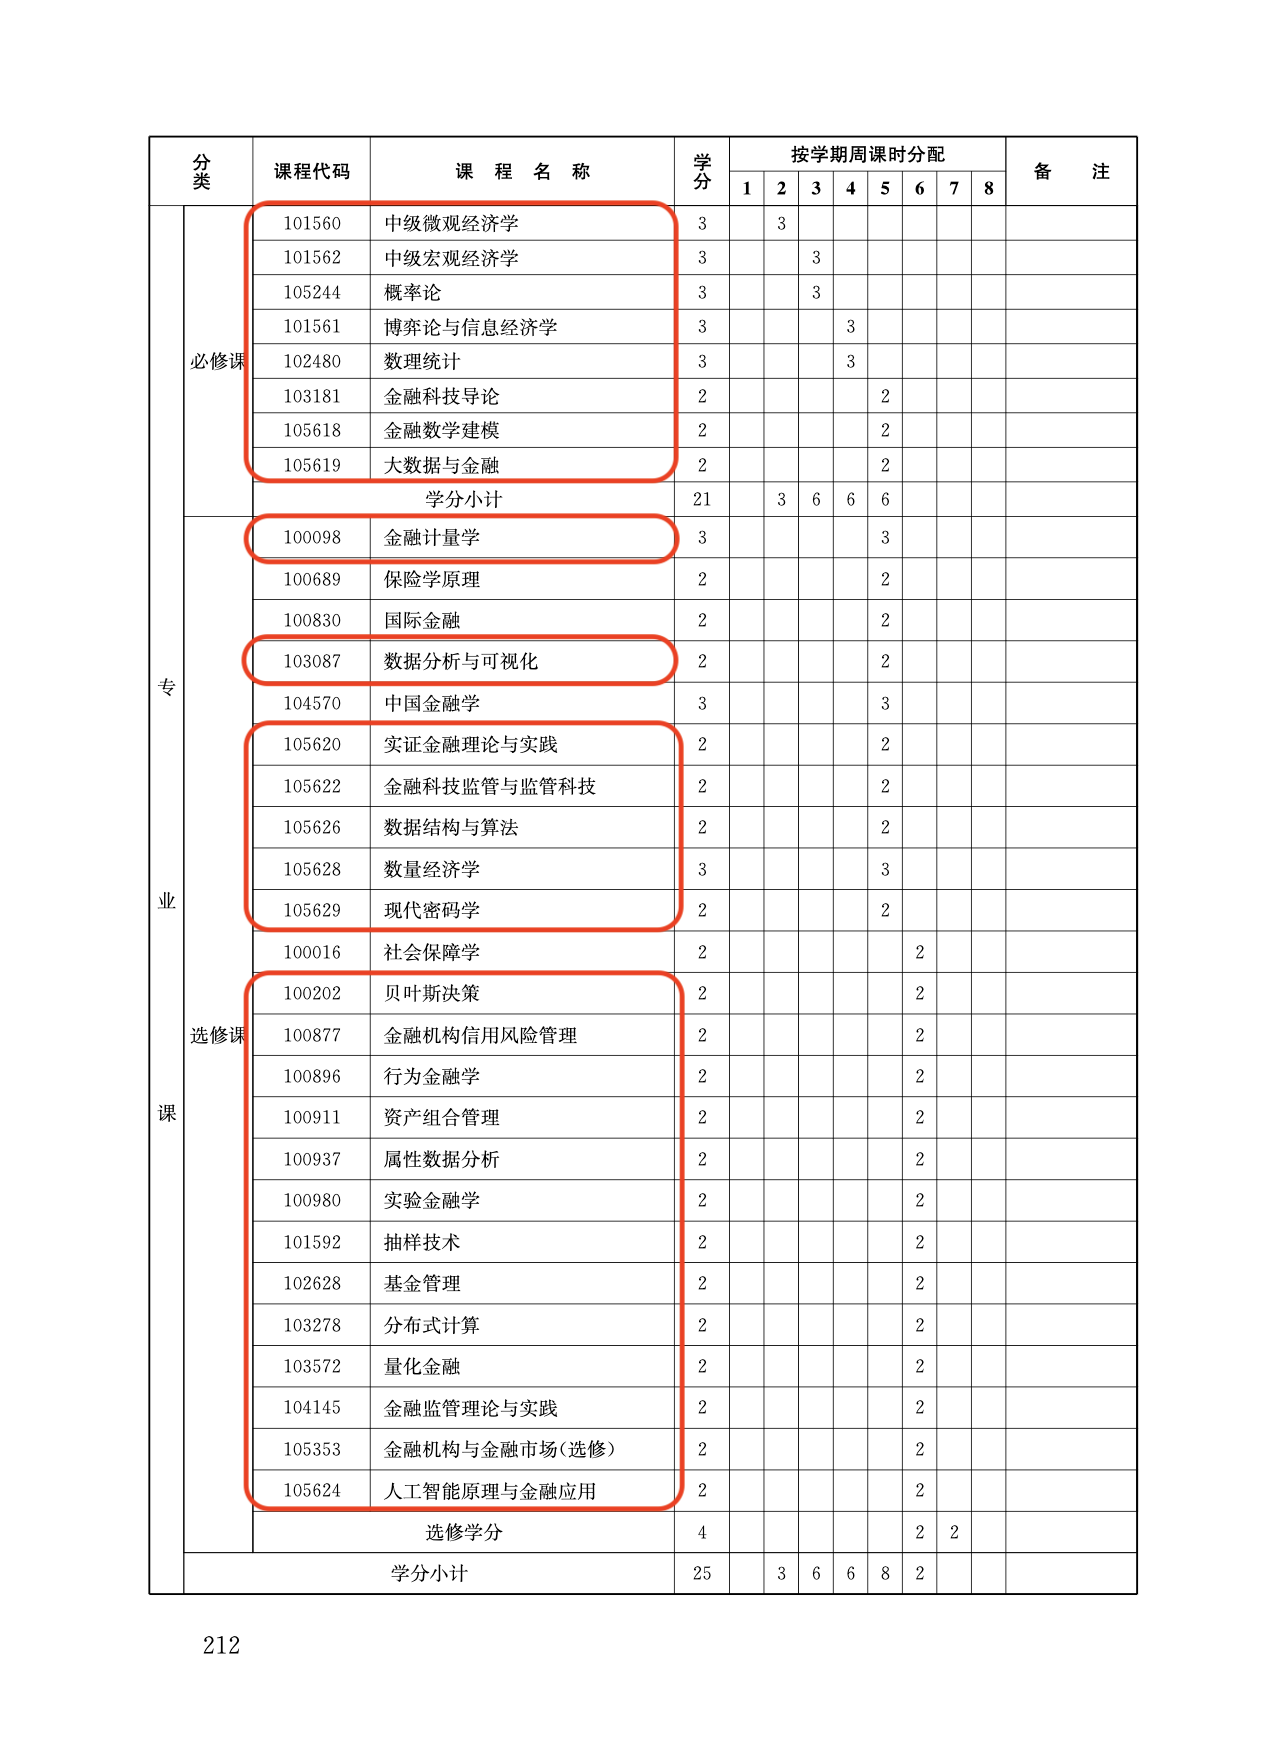 分类 课程代码 课 程 名 称 学分 按学期周课时分配 备 注
1 2 3 4 5 6 7 8
专业课
必修课
101560 中级微观经济学 3 3
101562 中级宏观经济学 3 3
105244 概率论 3 3
101561 博弈论与信息经济学 3 3
102480 数理统计 3 3
103181 金融科技导论 2 2
105618 金融数学建模 2 2
105619 大数据与金融 2 2
学分小计 21 3 6 6 6
选修课
100098 金融计量学 3 3
100689 保险学原理 2 2
100830 国际金融 2 2
103087 数据分析与可视化 2 2
104570 中国金融学 3 3
105620 实证金融理论与实践 2 2
105622 金融科技监管与监管科技 2 2
105626 数据结构与算法 2 2
105628 数量经济学 3 3
105629 现代密码学 2 2
100016 社会保障学 2 2
100202 贝叶斯决策 2 2
100877 金融机构信用风险管理 2 2
100896 行为金融学 2 2
100911 资产组合管理 2 2
100937 属性数据分析 2 2
100980 实验金融学 2 2
101592 抽样技术 2 2
102628 基金管理 2 2
103278 分布式计算 2 2
103572 量化金融 2 2
104145 金融监管理论与实践 2 2
105353 金融机构与金融市场(选修) 2 2
105624 人工智能原理与金融应用 2 2
选修学分 4 2 2
学分小计 25 3 6 6 8 2
212